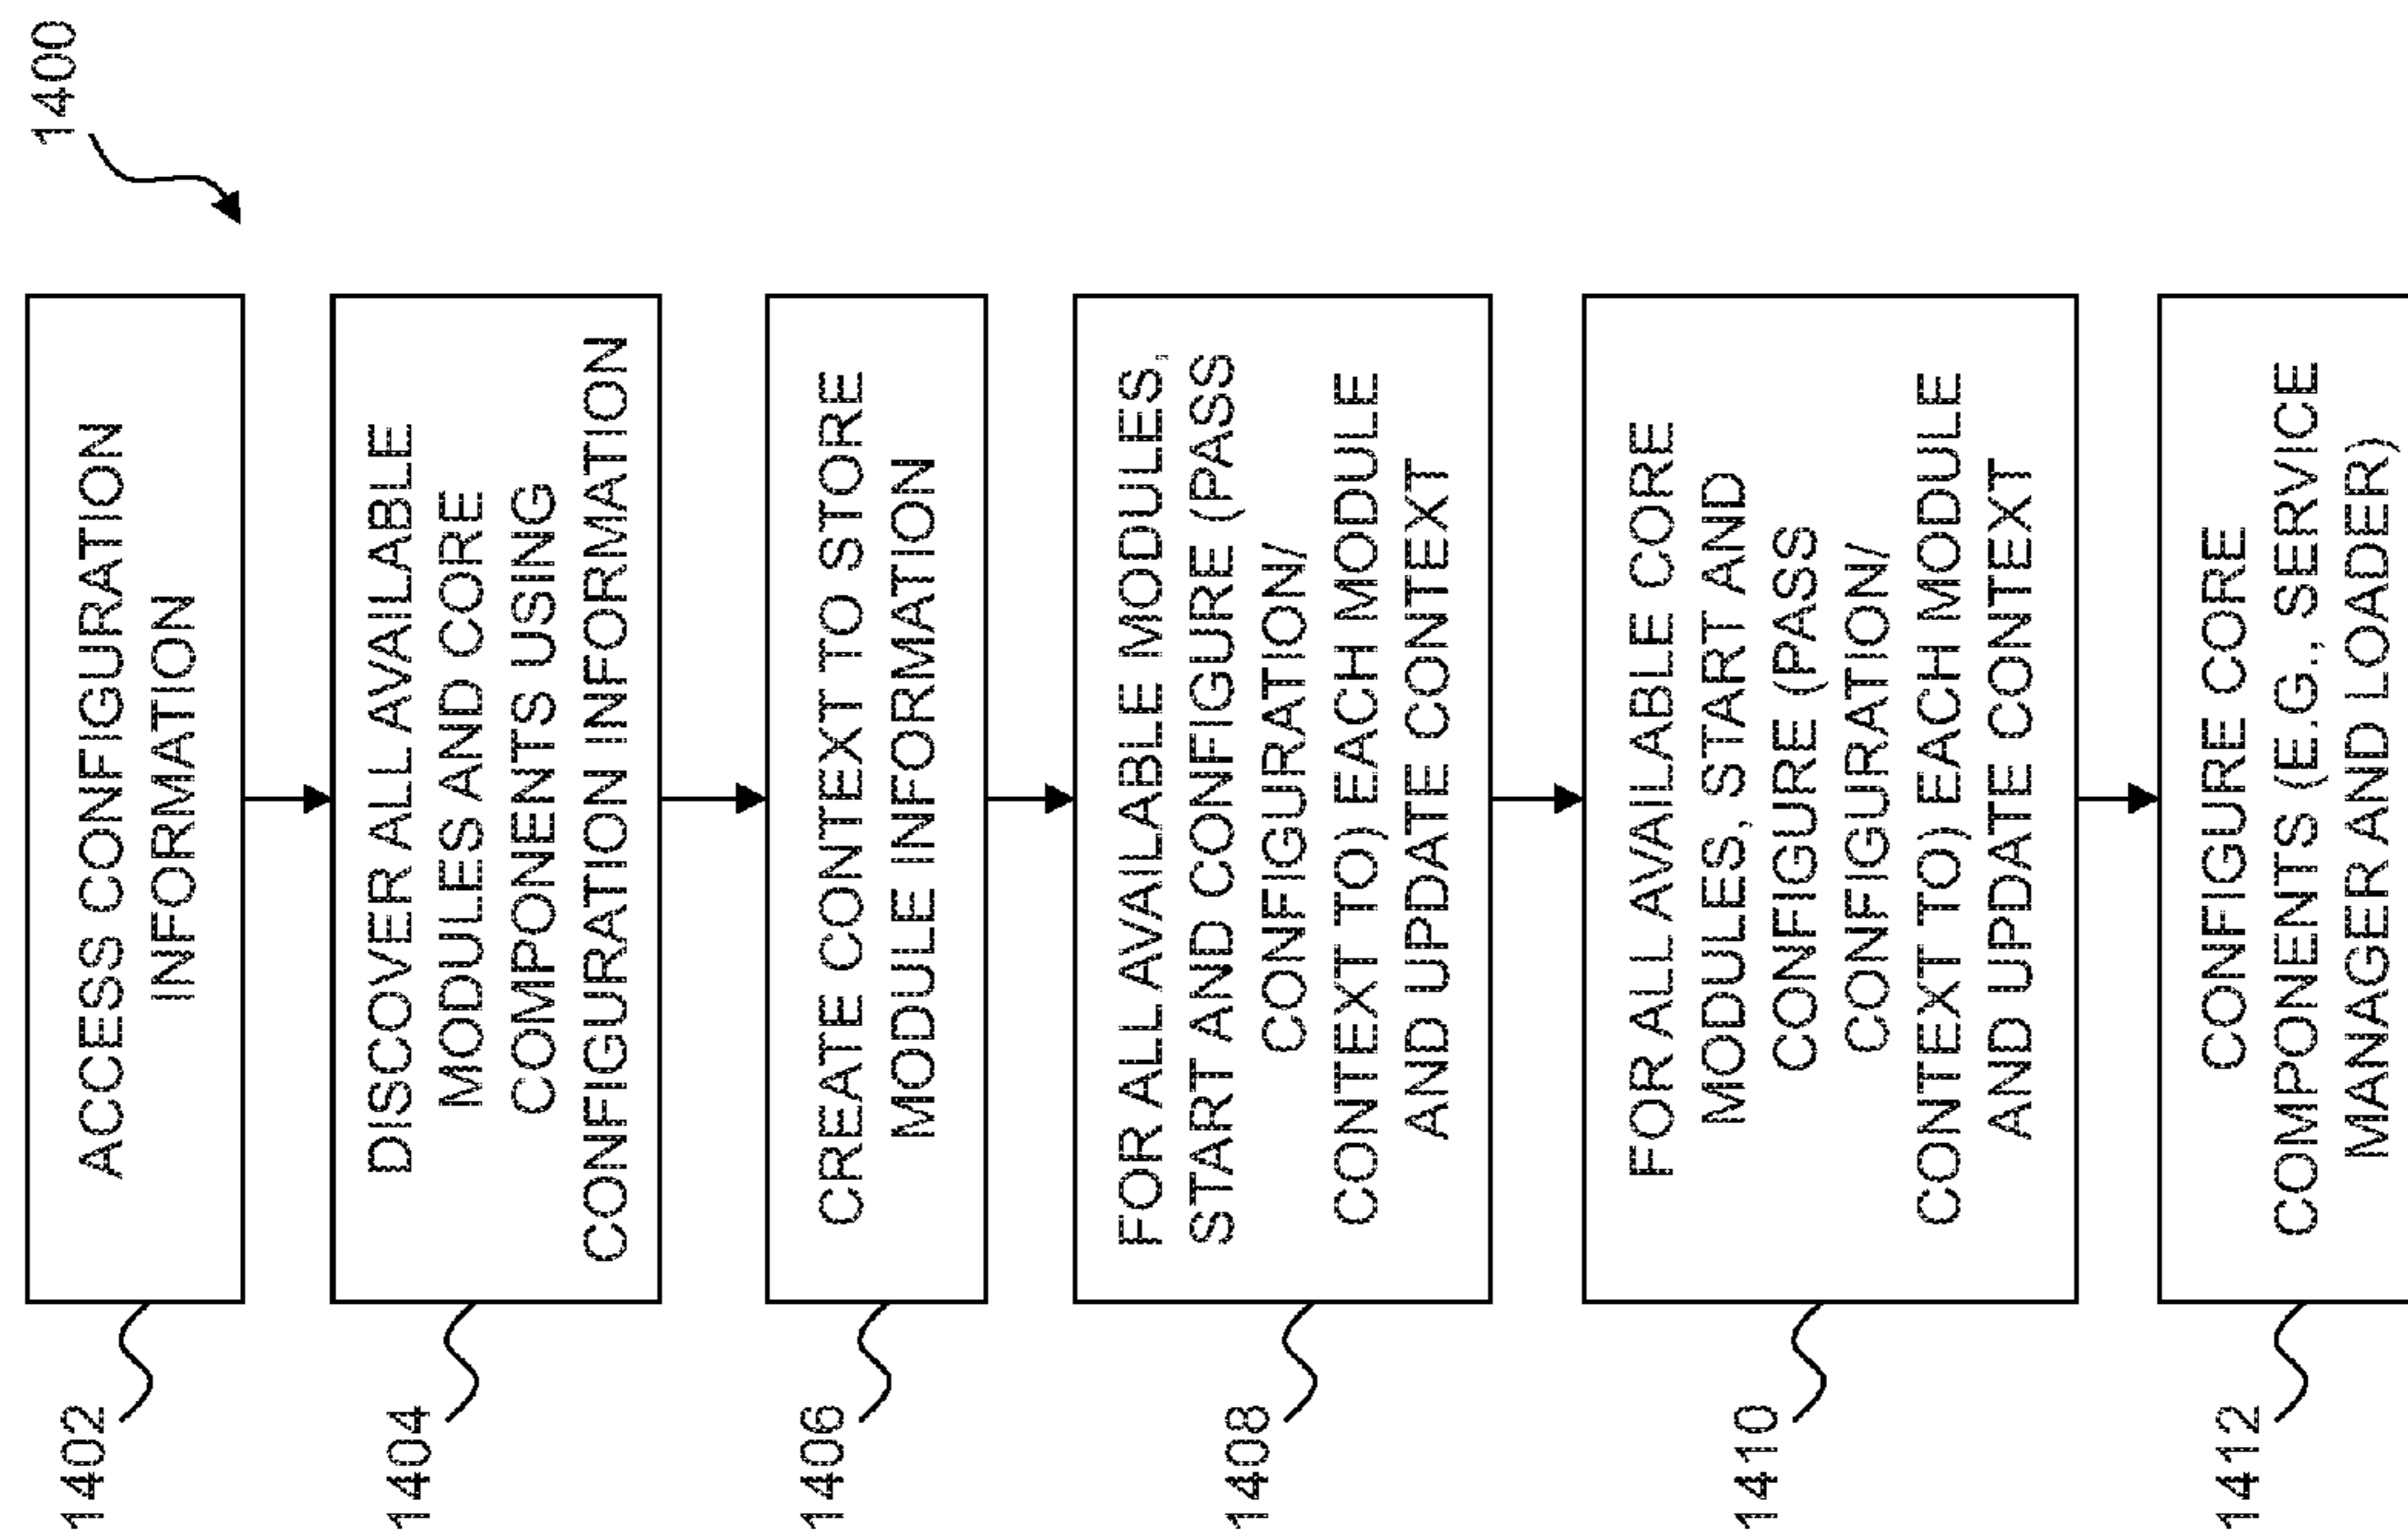 1400
1402
ACCESS CONFIGURATION
INFORMATION
1404
DISCOVER ALL AVAILABLE
MODULES AND CORE
COMPONENTS USING
CONFIGURATION INFORMATION
1406
CREATE CONTEXT TO STORE
MODULE INFORMATION
1408
FOR ALL AVAILABLE MODULES,
START AND CONFIGURE (PASS
CONFIGURATION/
CONTEXT TO) EACH MODULE
AND UPDATE CONTEXT
1410
FOR ALL AVAILABLE CORE
MODULES, START AND
CONFIGURE (PASS
CONFIGURATION/
CONTEXT TO) EACH MODULE
AND UPDATE CONTEXT
1412
CONFIGURE CORE
COMPONENTS (E.G., SERVICE
MANAGER AND LOADER)